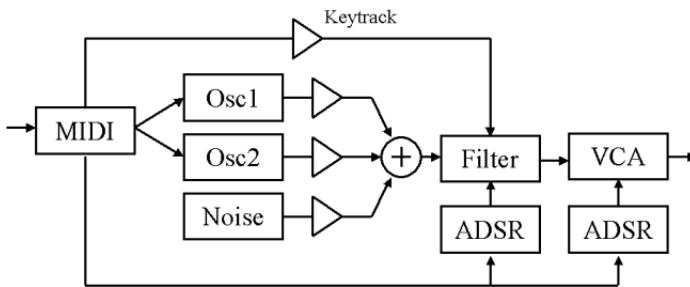 Keytrack
Osc1
MIDI
Osc2
Filter
VCA
Noise
ADSR
ADSR